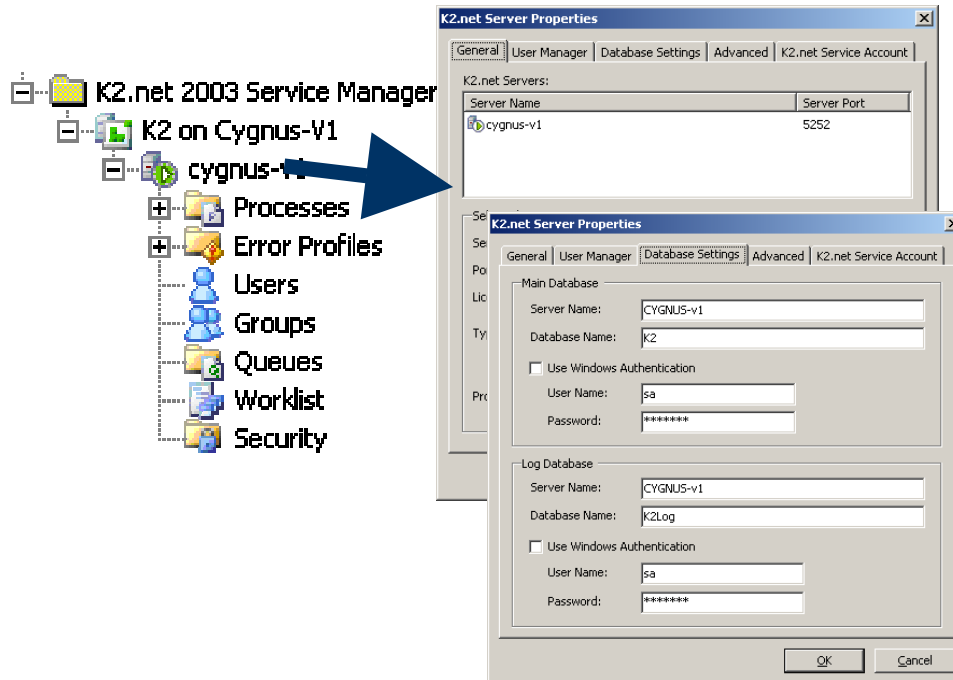 K2.net 2003 Service Manager
K2 on Cygnus-V1
cygnus-v1
Processes
Error Profiles
Users
Groups
Queues
Worklist
Security
K2.net Server Properties
General User Manager Database Settings Advanced K2.net Service Account
K2.net Servers:
Server Name Server Port
cygnus-v1 5252
K2.net Server Properties
General User Manager Database Settings Advanced K2.net Service Account
Main Database
Server Name: CYGNUS-v1
Database Name: K2
Use Windows Authentication
User Name: sa
Password: *******
Log Database
Server Name: CYGNUS-v1
Database Name: K2Log
Use Windows Authentication
User Name: sa
Password: *******
OK Cancel